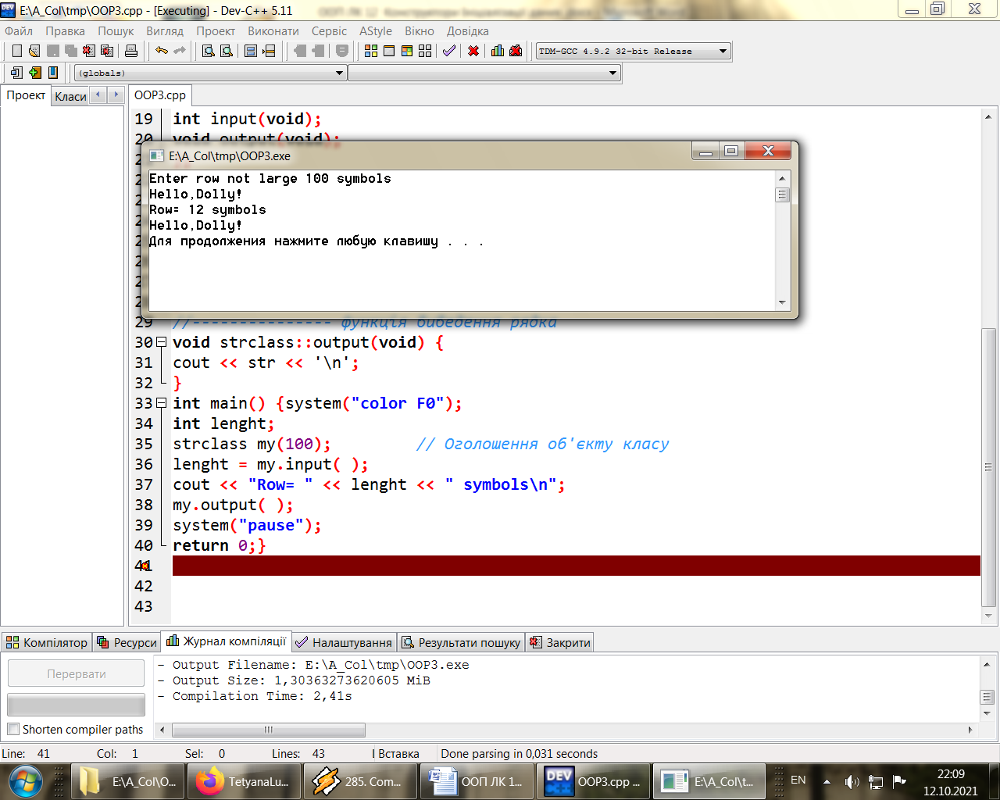 E:\A_Col\tmp\OOP3.cpp - [Executing] - Dev-C++ 5.11
Файл Правка Пошук Вигляд Проект Виконати Сервіс AStyle Вікно Довідка
TDM-GCC 4.9.2 32-bit Release
(globals)
Проект Класи OOP3.cpp
19 int input(void);
20 void output(void);
E:\A_Col\tmp\OOP3.exe
Enter row not large 100 symbols
Hello,Dolly!
Row= 12 symbols
Hello,Dolly!
Для продолжения нажмите любую клавишу . . .
29 //--------------- функція виведення рядка
30 void strclass::output(void) {
31 cout << str << '\n';
32 }
33 int main() {system("color F0");
34 int lenght;
35 strclass my(100); // Оголошення об'єкту класу
36 lenght = my.input( );
37 cout << "Row= " << lenght << " symbols\n";
38 my.output( );
39 system("pause");
40 return 0;}
41
42
43
Компілятор Ресурси Журнал компіляції Налаштування Результати пошуку Закрити
Перервати
Shorten compiler paths
- Output Filename: E:\A_Col\tmp\OOP3.exe
- Output Size: 1,30363273620605 MiB
- Compilation Time: 2,41s
Line: 41 Col: 1 Sel: 0 Lines: 43 Вставка Done parsing in 0,031 seconds
E:\A_Col\O... TetyanaLu... 285. Com... ООП ЛК 1... DEV OOP3.cpp ... E:\A_Col\t... EN 22:09
12.10.2021